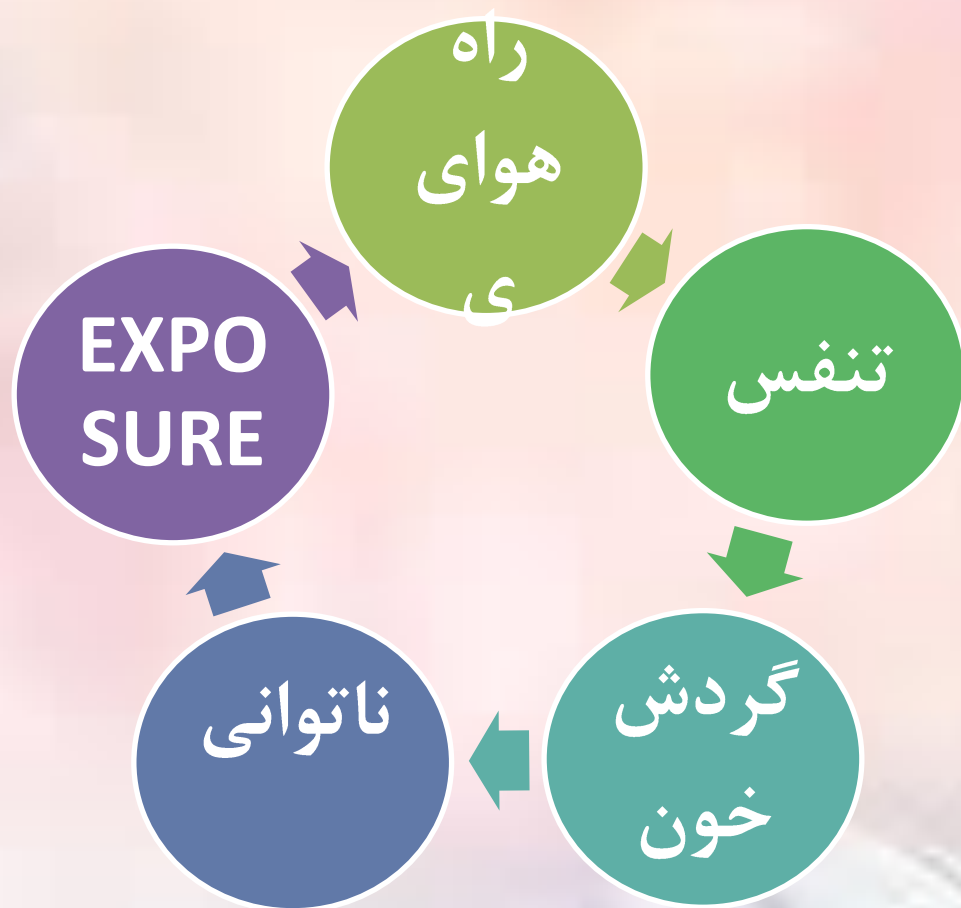 راه
هوای
ی
تنفس
گردش
خون
ناتوانی
EXPO
SURE